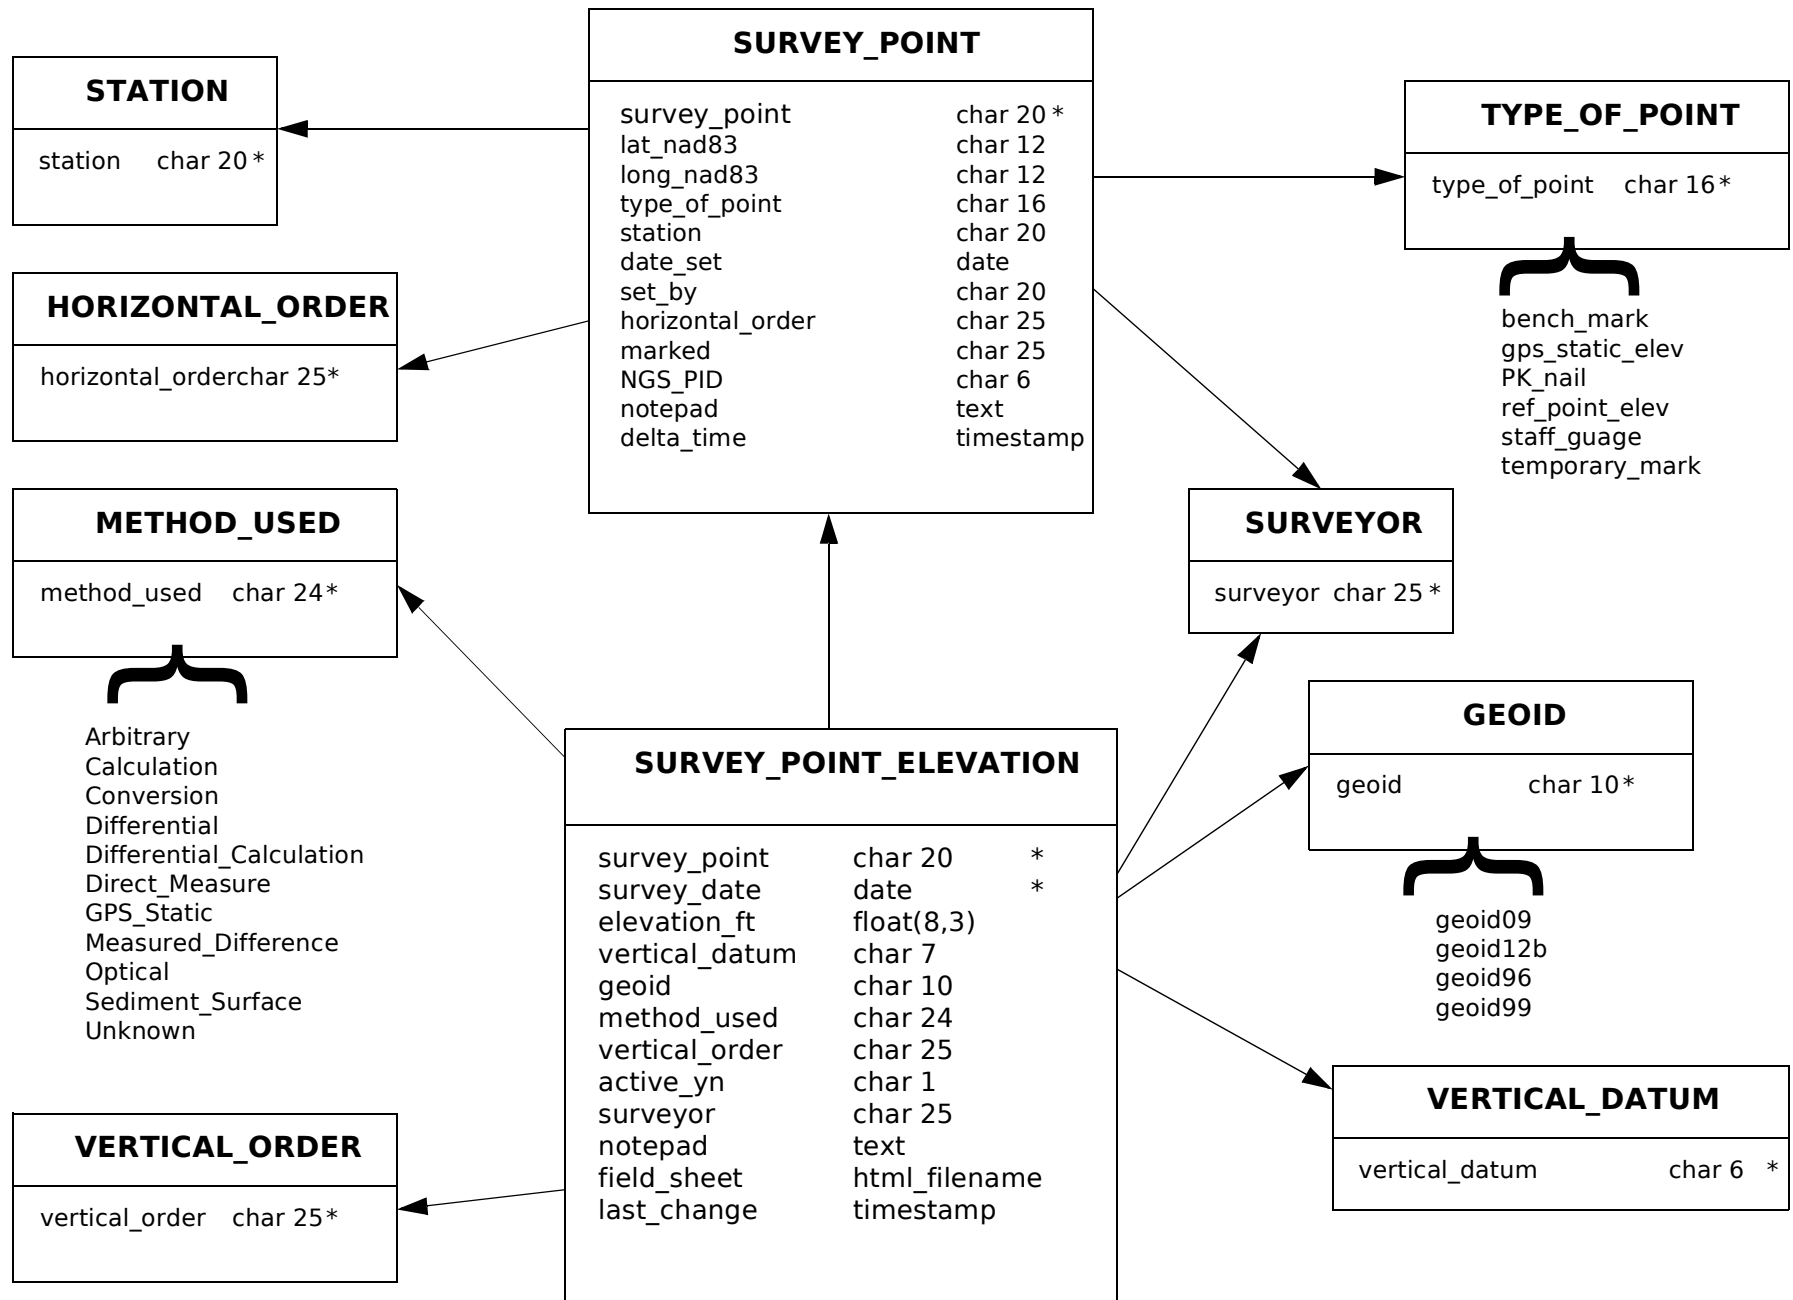 SURVEY_POINT
survey_point char 20 *
lat_nad83 char 12
long_nad83 char 12
type_of_point char 16
station char 20
date_set date
set_by char 20
horizontal_order char 25
marked char 25
NGS_PID char 6
notepad text
delta_time timestamp
STATION
station char 20 *
HORIZONTAL_ORDER
horizontal_orderchar 25*
METHOD_USED
method_used char 24*
Arbitrary
Calculation
Conversion
Differential
Differential_Calculation
Direct_Measure
GPS_Static
Measured_Difference
Optical
Sediment_Surface
Unknown
VERTICAL_ORDER
vertical_order char 25*
SURVEY_POINT_ELEVATION
survey_point char 20 *
survey_date date *
elevation_ft float(8,3)
vertical_datum char 7
geoid char 10
method_used char 24
vertical_order char 25
active_yn char 1
surveyor char 25
notepad text
field_sheet html_filename
last_change timestamp
TYPE_OF_POINT
type_of_point char 16*
bench_mark
gps_static_elev
PK_nail
ref_point_elev
staff_guage
temporary_mark
SURVEYOR
surveyor char 25 *
GEOID
geoid char 10*
geoid09
geoid12b
geoid96
geoid99
VERTICAL_DATUM
vertical_datum char 6 *